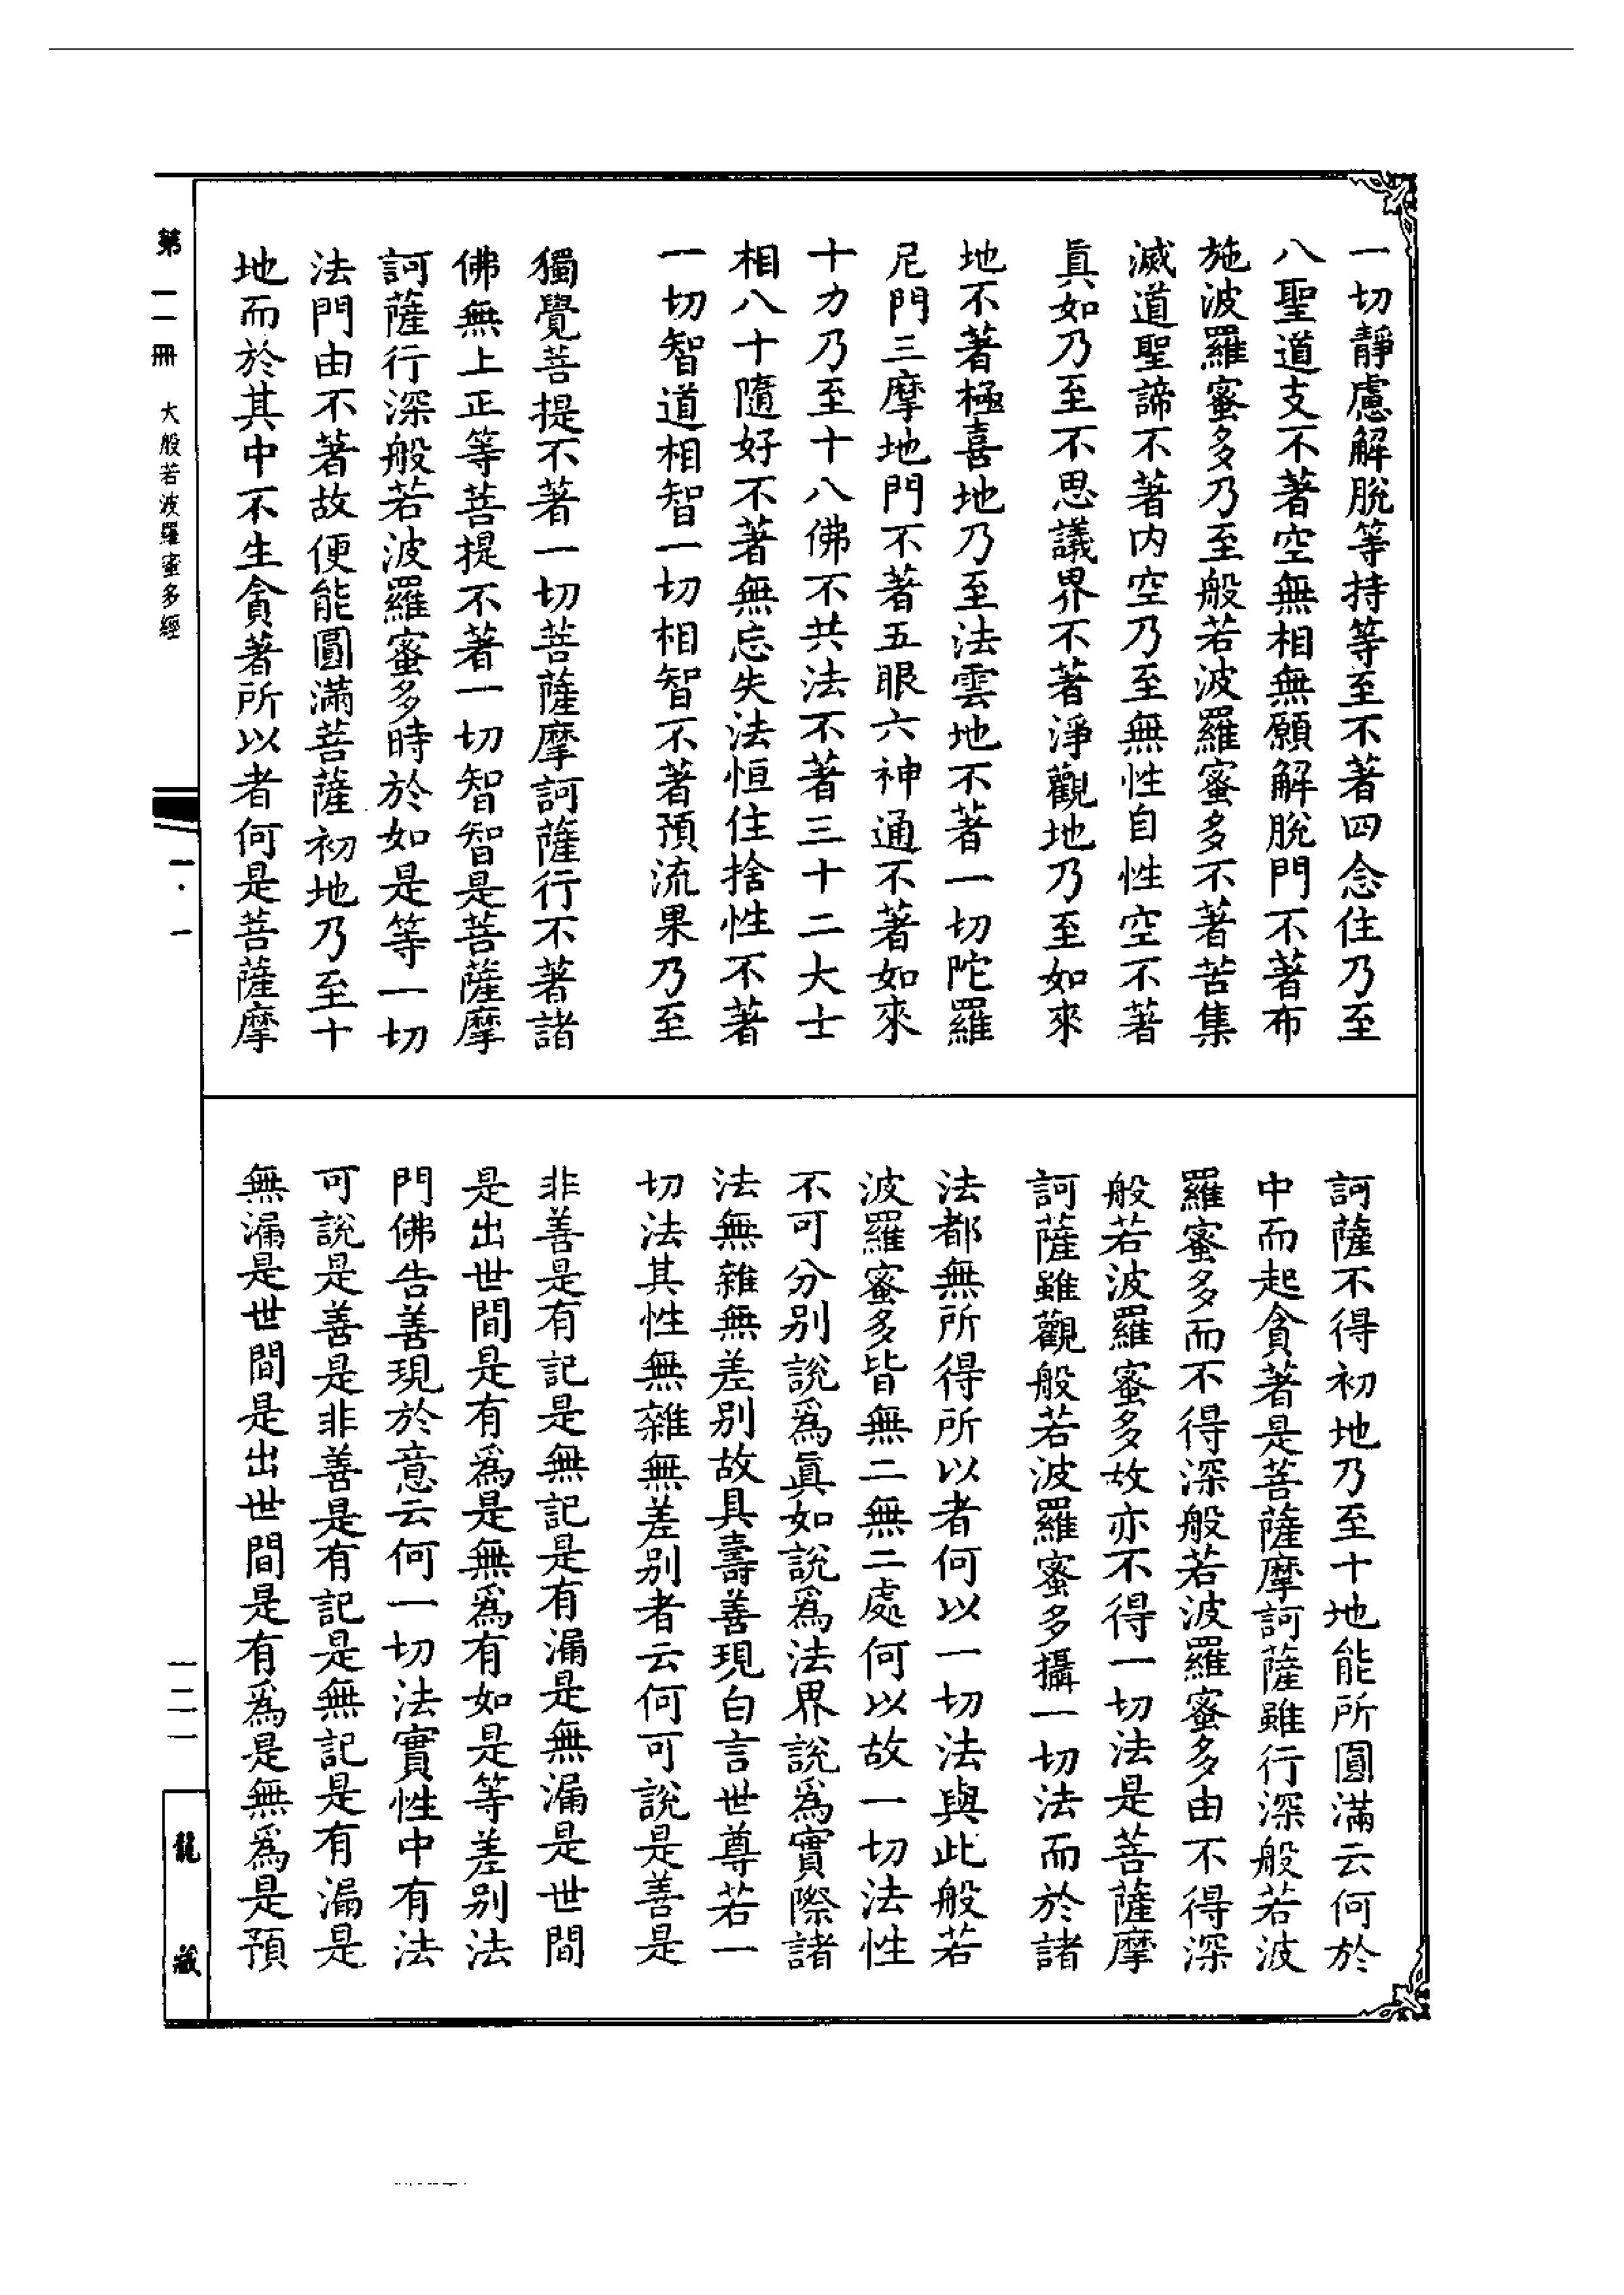 一切靜慮解脫等持等至不著四念住乃至
八聖道支不著空無相無願解脫門不著布
施波羅蜜多乃至般若波羅蜜多不著苦集
滅道聖諦不著內空乃至無性自性空不著
真如乃至不思議界不著淨觀地乃至如來
地不著極喜地乃至法雲地不著一切陀羅
尼門三摩地門不著五眼六神通不著如來
十力乃至十八佛不共法不著三十二大士
相八十隨好不著無忘失法恒住捨性不著
一切智道相智一切相智不著預流果乃至
獨覺菩提不著一切菩薩摩訶薩行不著諸
佛無上正等菩提不著一切智智是菩薩摩
訶薩行深般若波羅蜜多時於如是等一切
法門由不著故便能圓滿菩薩初地乃至十
地而於其中不生貪著所以者何是菩薩摩
訶薩不得初地乃至十地能所圓滿云何於
中而起貪著是菩薩摩訶薩雖行深般若波
羅蜜多而不得深般若波羅蜜多由不得深
般若波羅蜜多故亦不得一切法是菩薩摩
訶薩雖觀般若波羅蜜多攝一切法而於諸
法都無所得所以者何以一切法與此般若
波羅蜜多皆無二無二處何以故一切法性
不可分別說為真如說為法界說為實際諸
法無雜無差別故具壽善現白言世尊若一
切法其性無雜無差別者云何可說是善是
非善是有記是無記是有漏是無漏是世間
是出世間是有為是無為有如是等差別法
門佛告善現於意云何一切法實性中有法
可說是善是非善是有記是無記是有漏是
無漏是世間是出世間是有為是無為是預
第二冊 大般若波羅蜜多經
一·一
一二一
龍藏